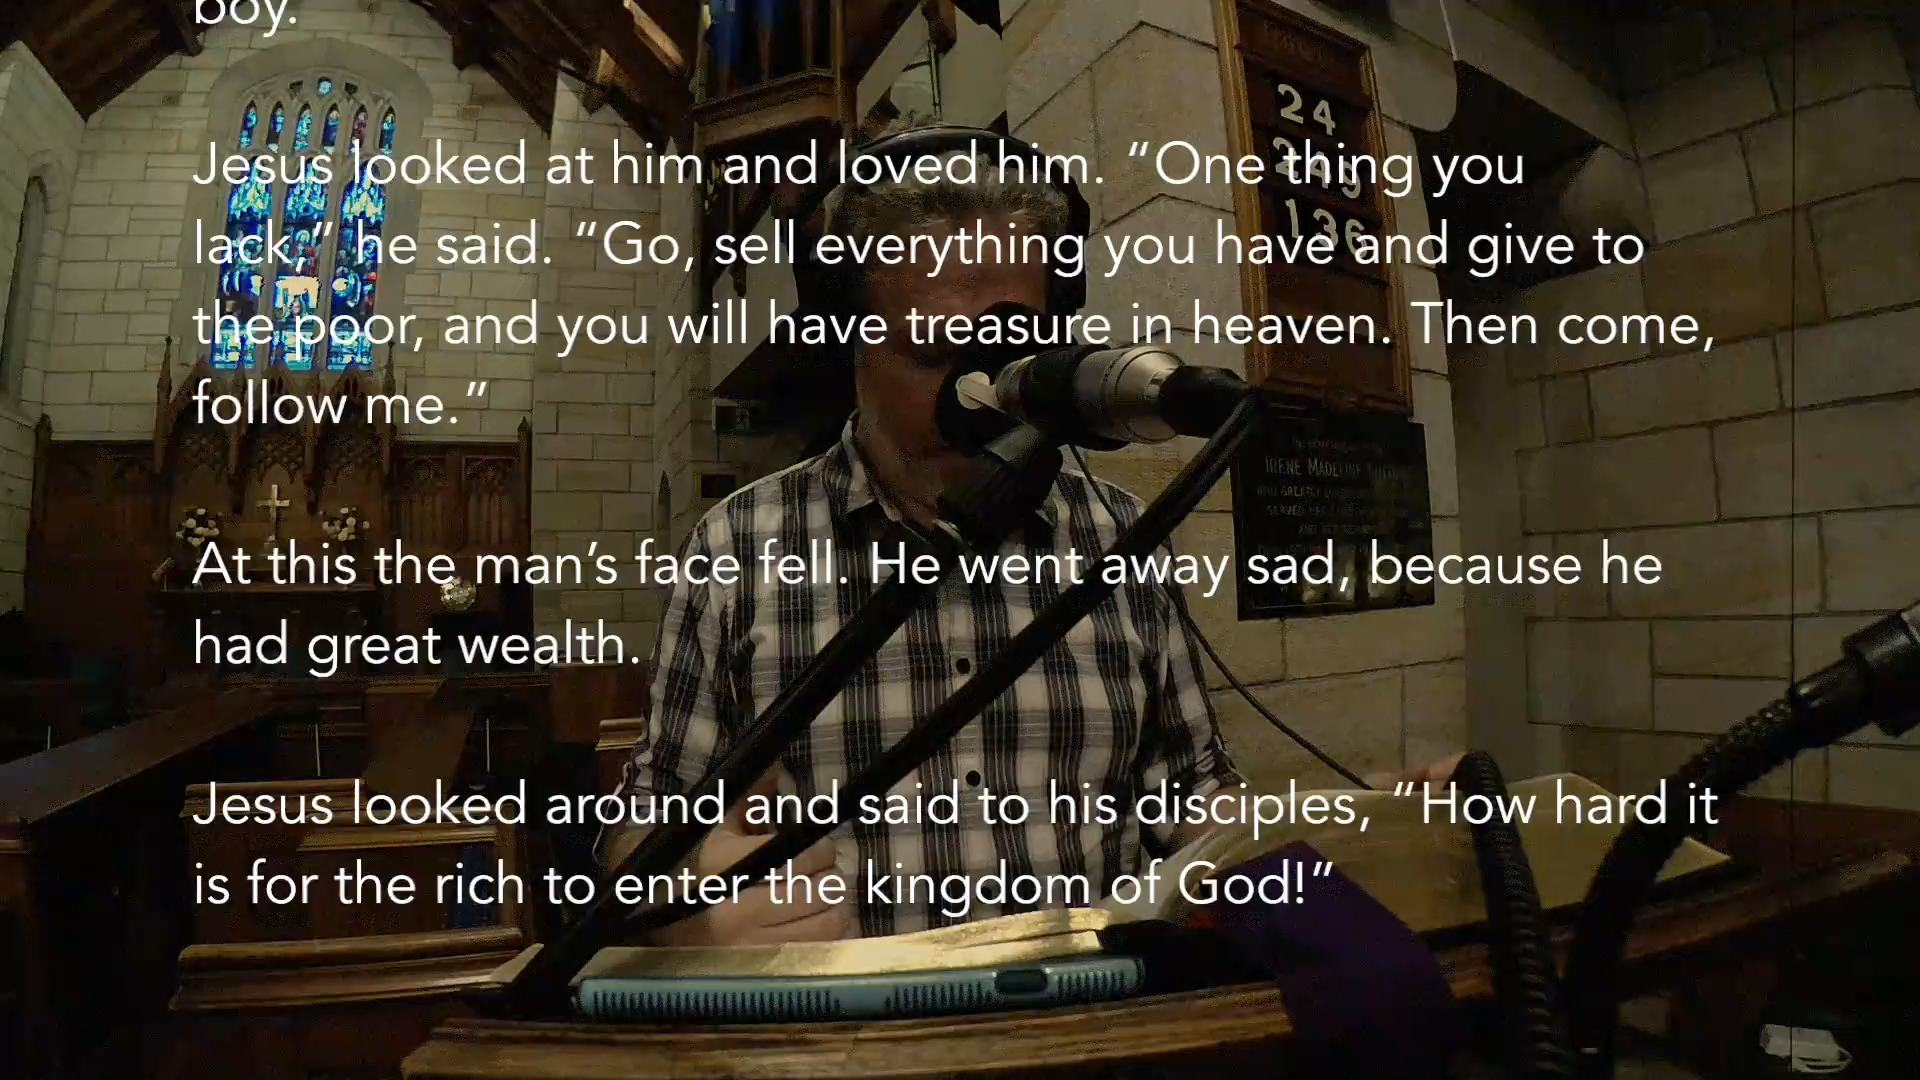 boy.
Jesus looked at him and loved him. “One thing you
lack,” he said. “Go, sell everything you have and give to
the poor, and you will have treasure in heaven. Then come,
follow me.”
At this the man’s face fell. He went away sad, because he
had great wealth.
Jesus looked around and said to his disciples, “How hard it
is for the rich to enter the kingdom of God!”
24
249
136
IRENE MADELINE